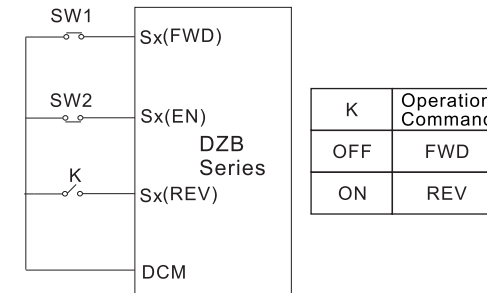 SW1
Sx(FWD)
SW2
Sx(EN)
DZB
Series
K
Sx(REV)
DCM
K
Operation
Command
OFF
FWD
ON
REV